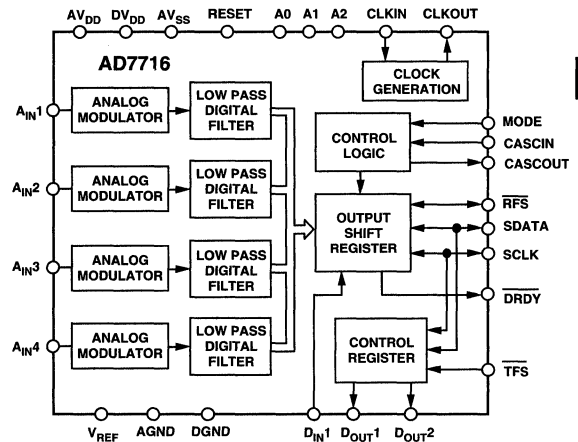 AVDD DVDD AVSS RESET A0 A1 A2 CLKIN CLKOUT
AD7716
CLOCK
GENERATION
AIN1
ANALOG
MODULATOR
LOW PASS
DIGITAL
FILTER
AIN2
ANALOG
MODULATOR
LOW PASS
DIGITAL
FILTER
AIN3
ANALOG
MODULATOR
LOW PASS
DIGITAL
FILTER
AIN4
ANALOG
MODULATOR
LOW PASS
DIGITAL
FILTER
CONTROL
LOGIC
OUTPUT
SHIFT
REGISTER
CONTROL
REGISTER
MODE
CASCIN
CASCOUT
RFS
SDATA
SCLK
DRDY
TFS
VREF AGND DGND DIN1 DOUT1 DOUT2